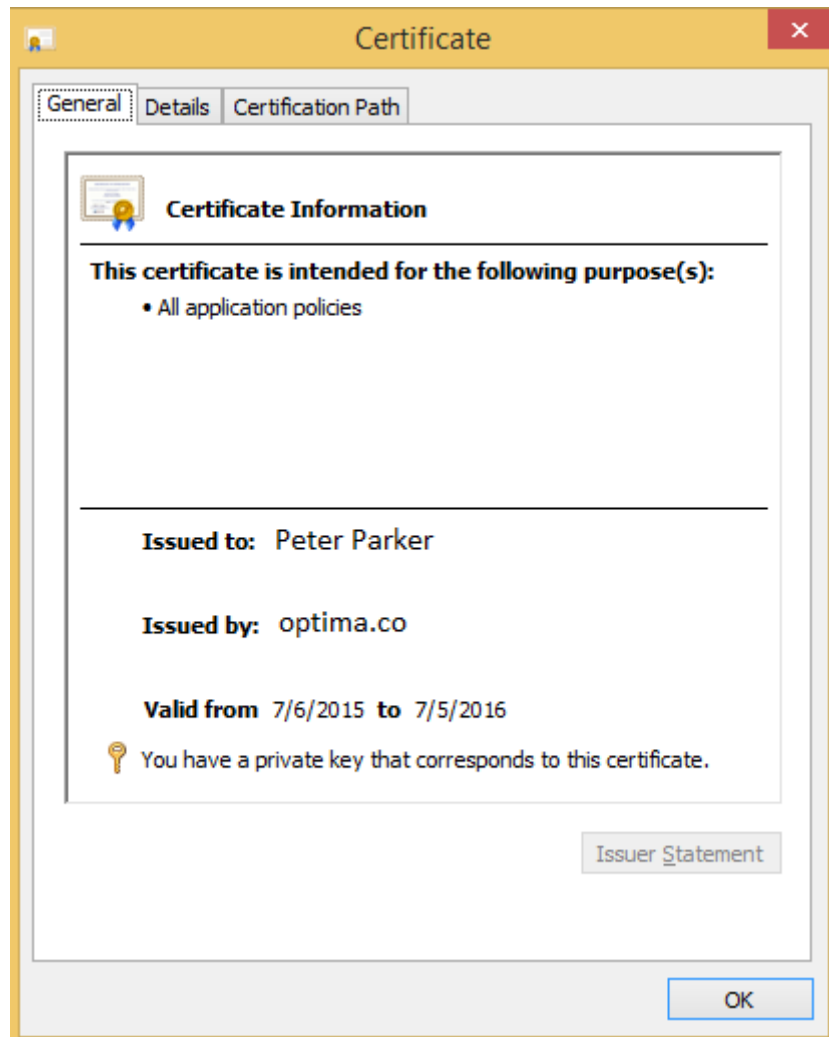 Certificate
General Details Certification Path
Certificate Information
This certificate is intended for the following purpose(s):
• All application policies
Issued to: Peter Parker
Issued by: optima.co
Valid from 7/6/2015 to 7/5/2016
You have a private key that corresponds to this certificate.
Issuer Statement
OK